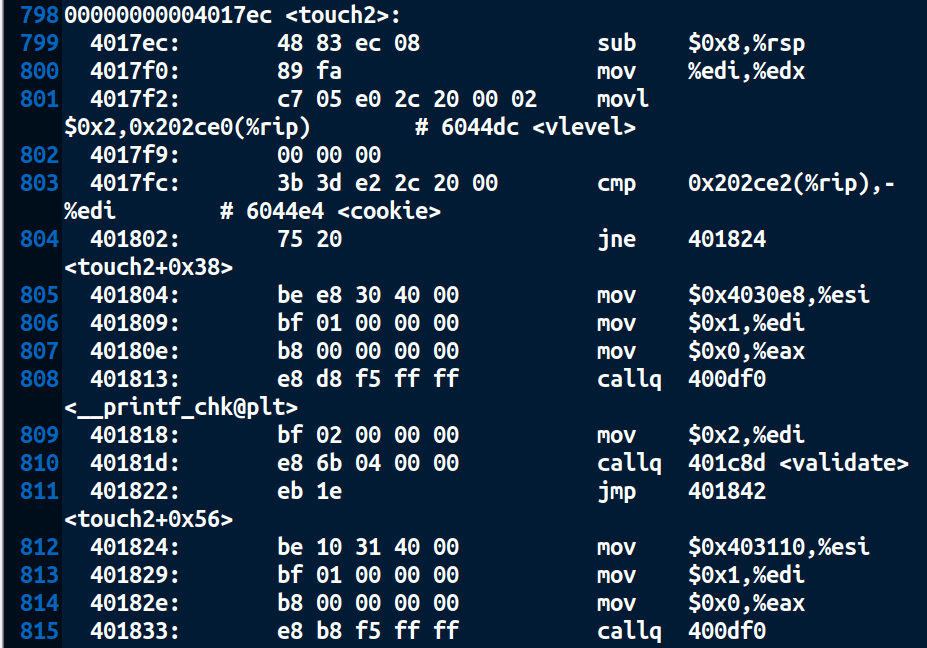 798 00000000004017ec <touch2>:
799   4017ec:       48 83 ec 08             sub    $0x8,%rsp
800   4017f0:       89 fa                   mov    %edi,%edx
801   4017f2:       c7 05 e0 2c 20 00 02    movl
$0x2,0x202ce0(%rip)        # 6044dc <vlevel>
802   4017f9:       00 00 00
803   4017fc:       3b 3d e2 2c 20 00       cmp    0x202ce2(%rip),-
%edi        # 6044e4 <cookie>
804   401802:       75 20                   jne    401824
<touch2+0x38>
805   401804:       be e8 30 40 00          mov    $0x4030e8,%esi
806   401809:       bf 01 00 00 00          mov    $0x1,%edi
807   40180e:       b8 00 00 00 00          mov    $0x0,%eax
808   401813:       e8 d8 f5 ff ff          callq  400df0
<__printf_chk@plt>
809   401818:       bf 02 00 00 00          mov    $0x2,%edi
810   40181d:       e8 6b 04 00 00          callq  401c8d <validate>
811   401822:       eb 1e                   jmp    401842
<touch2+0x56>
812   401824:       be 10 31 40 00          mov    $0x403110,%esi
813   401829:       bf 01 00 00 00          mov    $0x1,%edi
814   40182e:       b8 00 00 00 00          mov    $0x0,%eax
815   401833:       e8 b8 f5 ff ff          callq  400df0